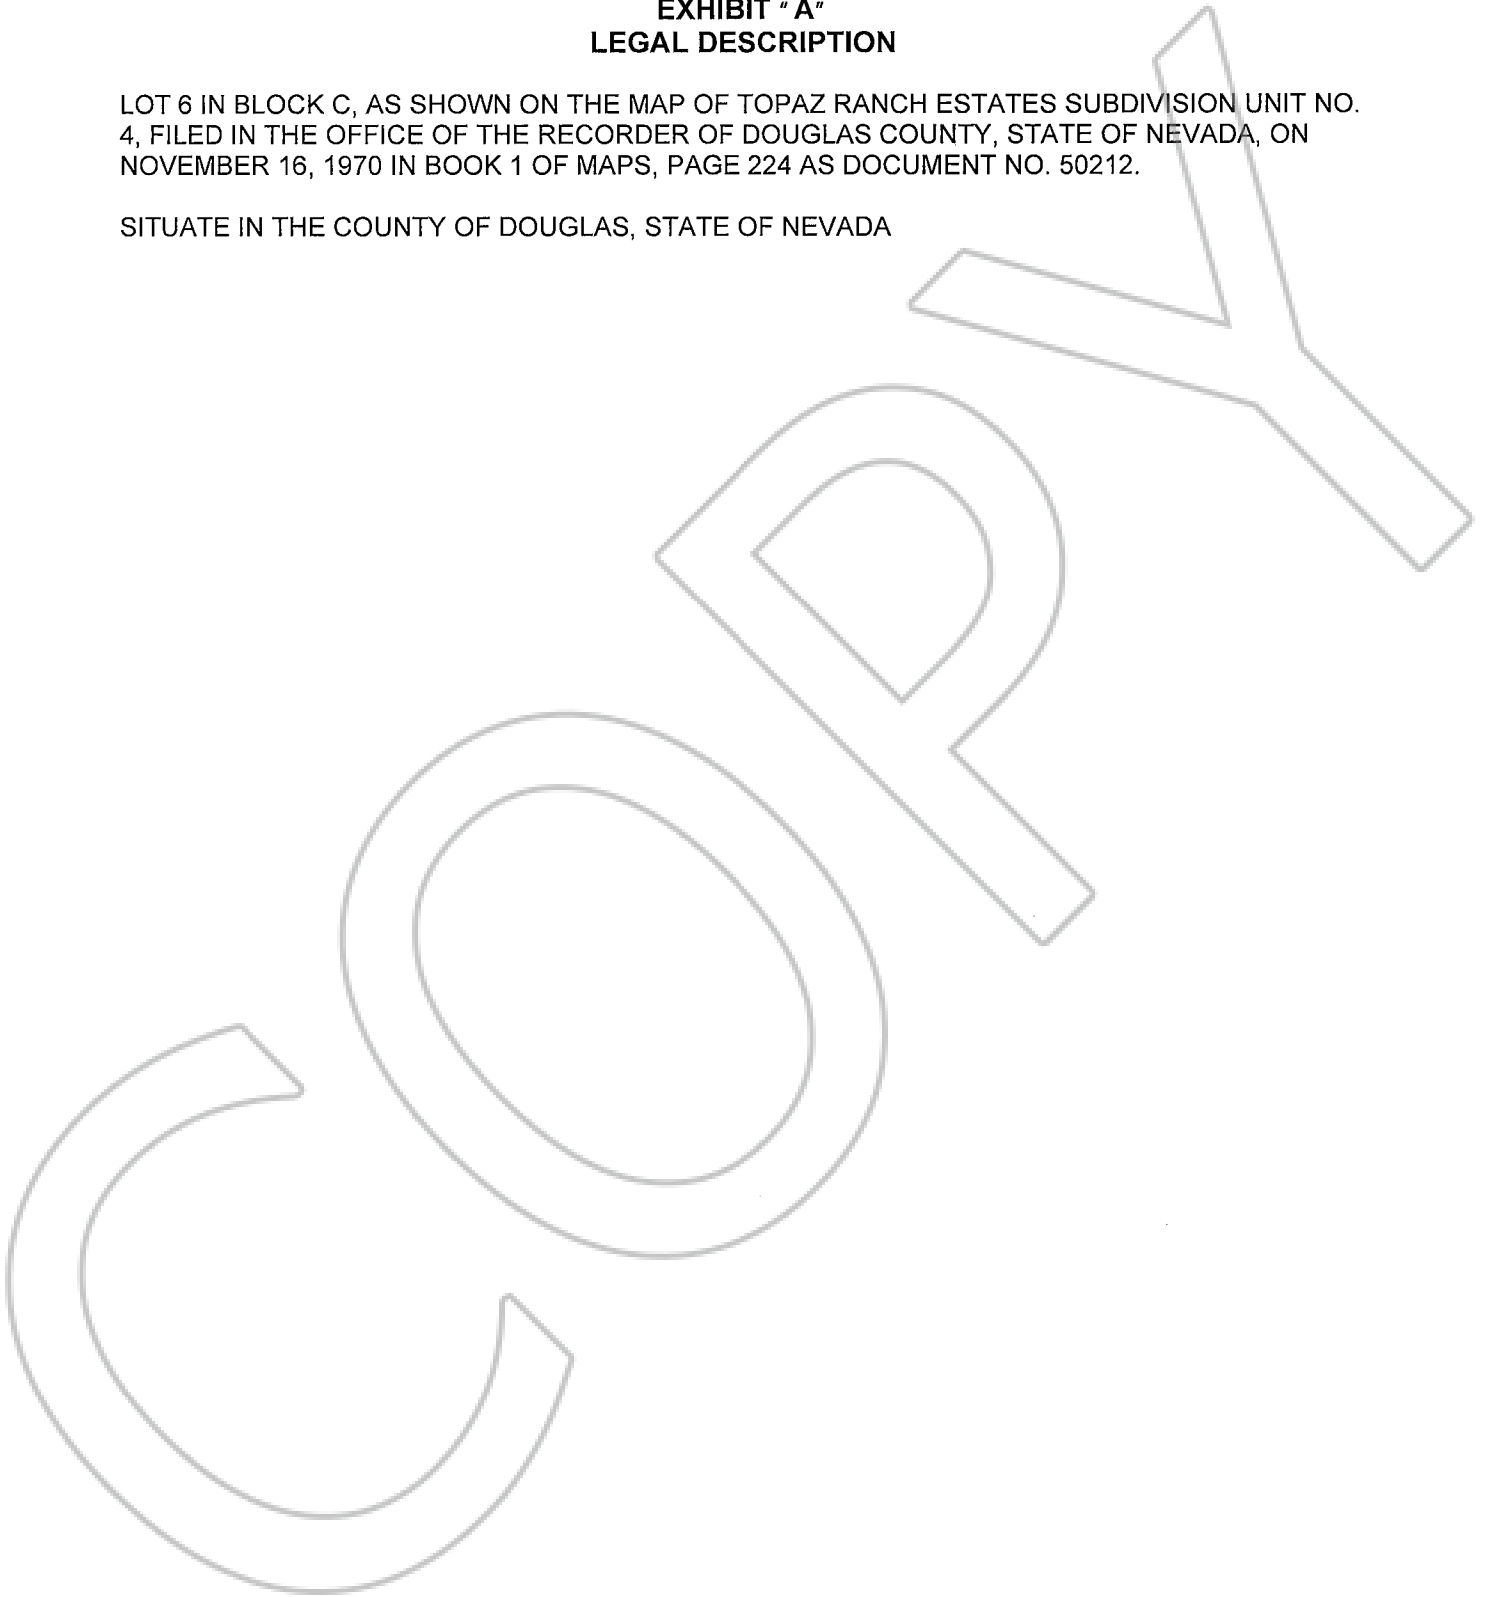 EXHIBIT "A"
LEGAL DESCRIPTION
LOT 6 IN BLOCK C, AS SHOWN ON THE MAP OF TOPAZ RANCH ESTATES SUBDIVISION UNIT NO.
4, FILED IN THE OFFICE OF THE RECORDER OF DOUGLAS COUNTY, STATE OF NEVADA, ON
NOVEMBER 16, 1970 IN BOOK 1 OF MAPS, PAGE 224 AS DOCUMENT NO. 50212.
SITUATE IN THE COUNTY OF DOUGLAS, STATE OF NEVADA
COPY